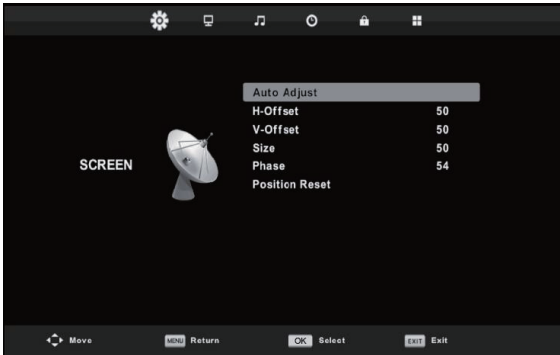 Auto Adjust
H-Offset 50
V-Offset 50
Size 50
SCREEN
Phase 54
Position Reset
Move MENU Return OK Select EXIT Exit